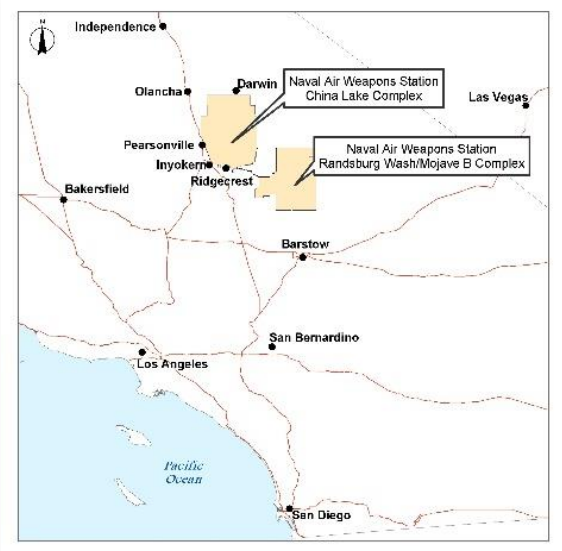 N
Independence
Olancha
Darwin
Naval Air Weapons Station
China Lake Complex
Las Vegas
Pearsonville
Inyokern
Ridgecrest
Naval Air Weapons Station
Randsburg Wash/Mojave B Complex
Bakersfield
Barstow
San Bernardino
Los Angeles
Pacific
Ocean
San Diego